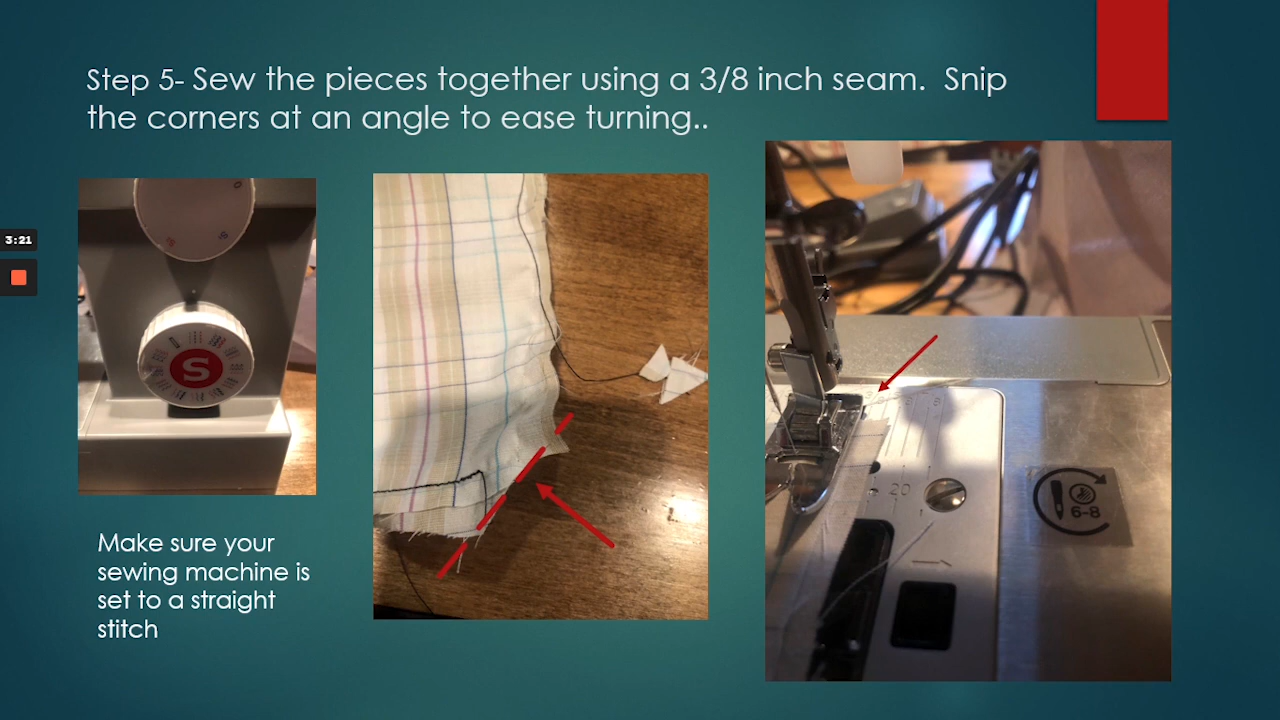 Step 5- Sew the pieces together using a 3/8 inch seam.  Snip
the corners at an angle to ease turning..
3:21
S
20
6-8
Make sure your
sewing machine is
set to a straight
stitch